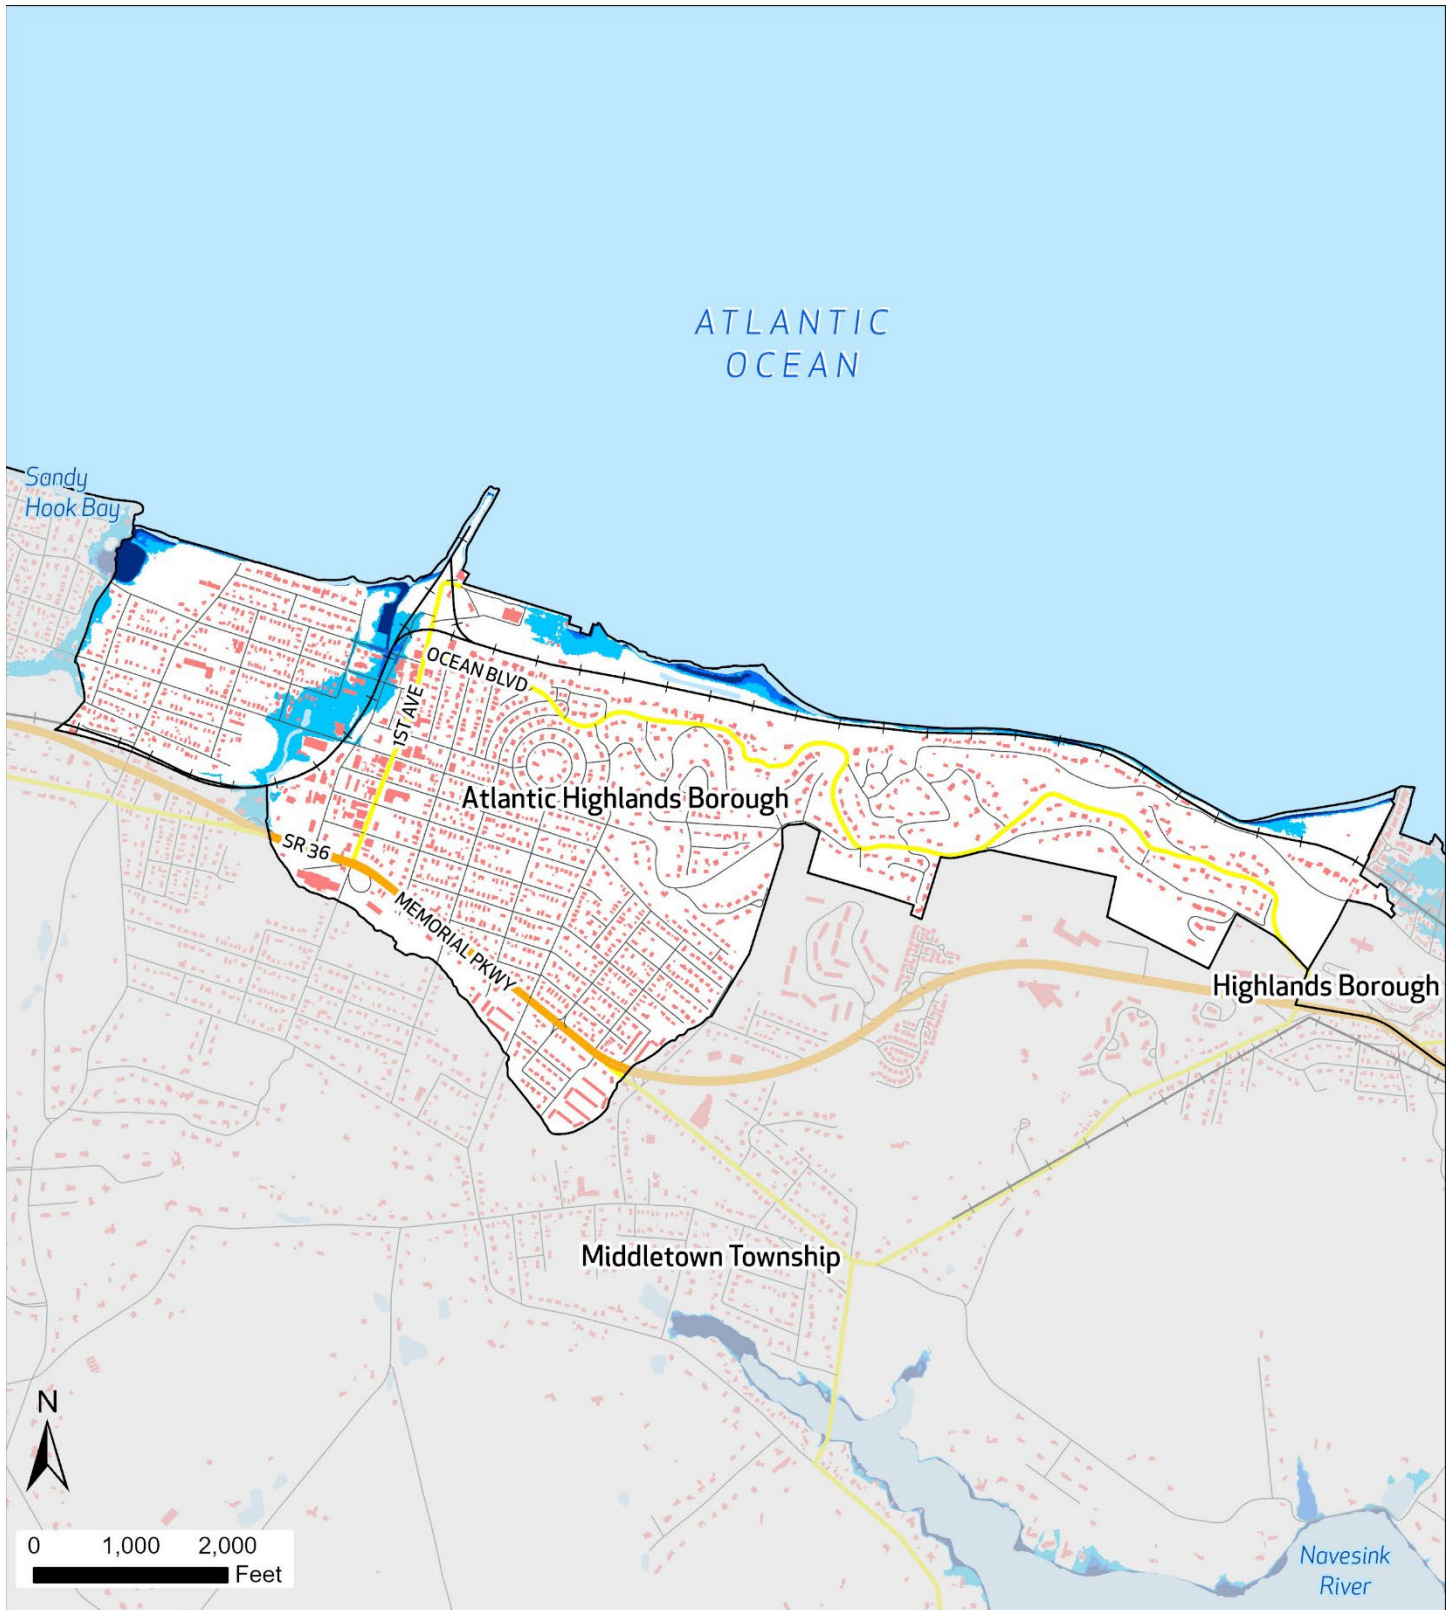 ATLANTIC
OCEAN
Sandy
Hook Bay
OCEAN BLVD
1ST AVE
Atlantic Highlands Borough
SR 36
MEMORIAL PKWY
Highlands Borough
Middletown Township
N
0 1,000 2,000
Feet
Navesink
River